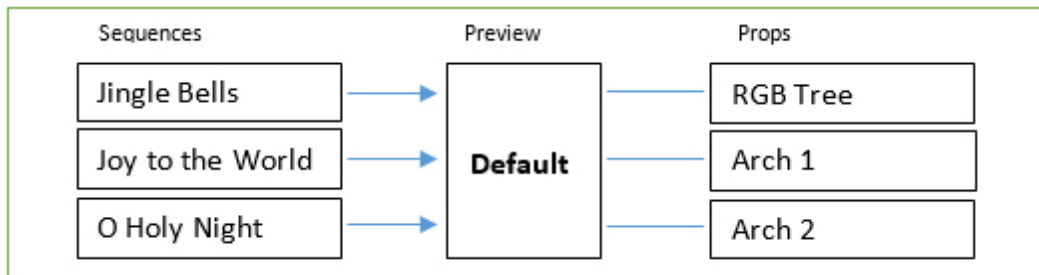 Sequences
Preview
Props
Jingle Bells
Joy to the World
O Holy Night
Default
RGB Tree
Arch 1
Arch 2